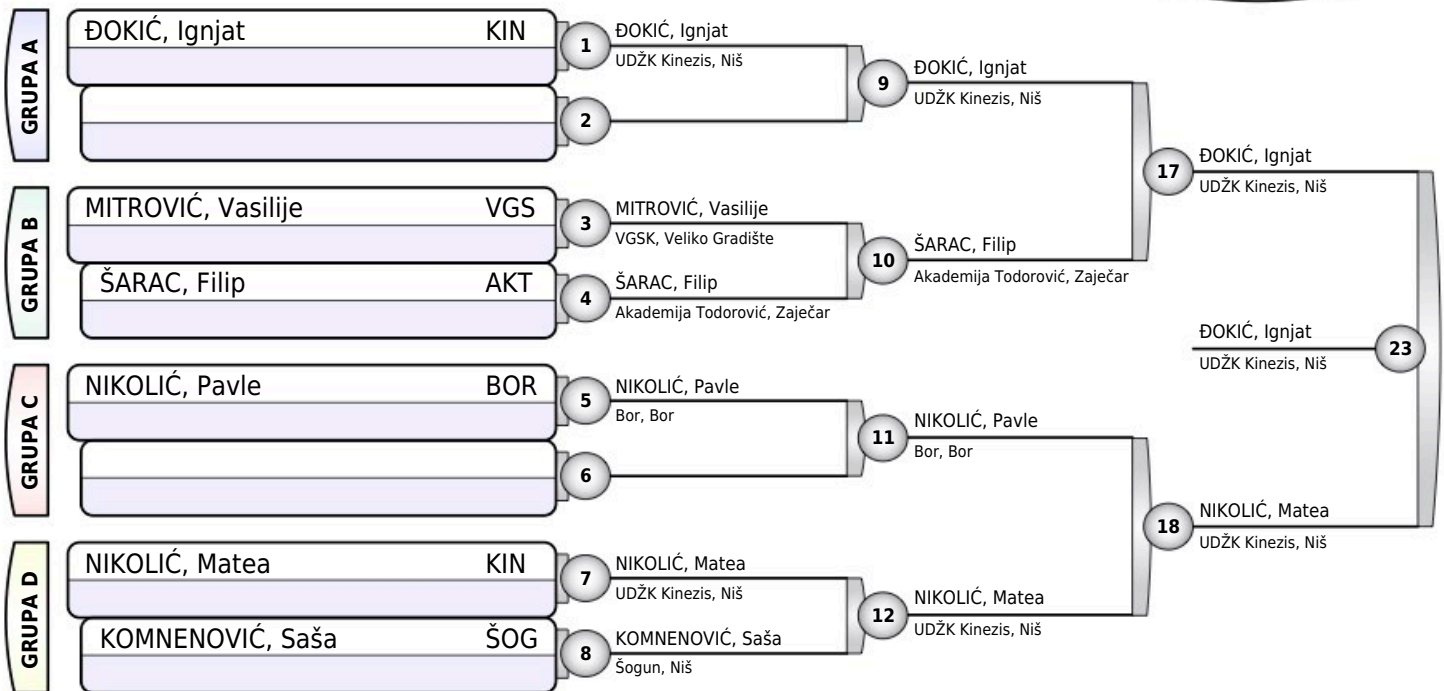 GRUPA A
ĐOKIĆ, Ignjat KIN
1
ĐOKIĆ, Ignjat
UDŽK Kinezis, Niš
2
9
ĐOKIĆ, Ignjat
UDŽK Kinezis, Niš
GRUPA B
MITROVIĆ, Vasilije VGS
3
MITROVIĆ, Vasilije
VGSK, Veliko Gradište
ŠARAC, Filip AKT
4
ŠARAC, Filip
Akademija Todorović, Zaječar
10
ŠARAC, Filip
Akademija Todorović, Zaječar
17
ĐOKIĆ, Ignjat
UDŽK Kinezis, Niš
GRUPA C
NIKOLIĆ, Pavle BOR
5
NIKOLIĆ, Pavle
Bor, Bor
6
11
NIKOLIĆ, Pavle
Bor, Bor
GRUPA D
NIKOLIĆ, Matea KIN
7
NIKOLIĆ, Matea
UDŽK Kinezis, Niš
KOMNENOVIĆ, Saša ŠOG
8
KOMNENOVIĆ, Saša
Šogun, Niš
12
NIKOLIĆ, Matea
UDŽK Kinezis, Niš
18
NIKOLIĆ, Matea
UDŽK Kinezis, Niš
ĐOKIĆ, Ignjat
UDŽK Kinezis, Niš
23